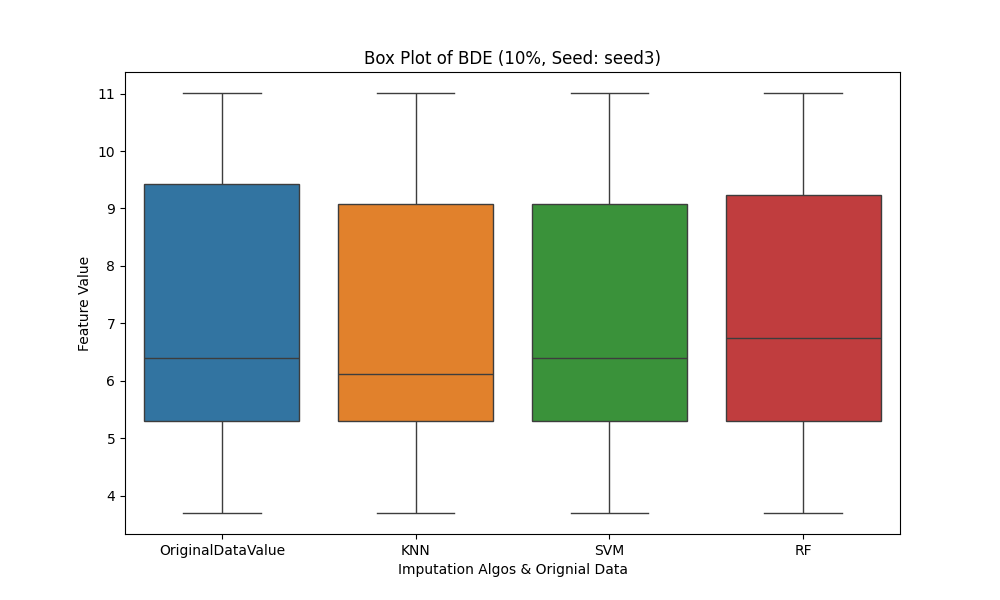 Box Plot of BDE (10%, Seed: seed3)
11
10
9
8
7
6
5
4
Feature Value
OriginalDataValue
KNN
SVM
RF
Imputation Algos & Orignial Data